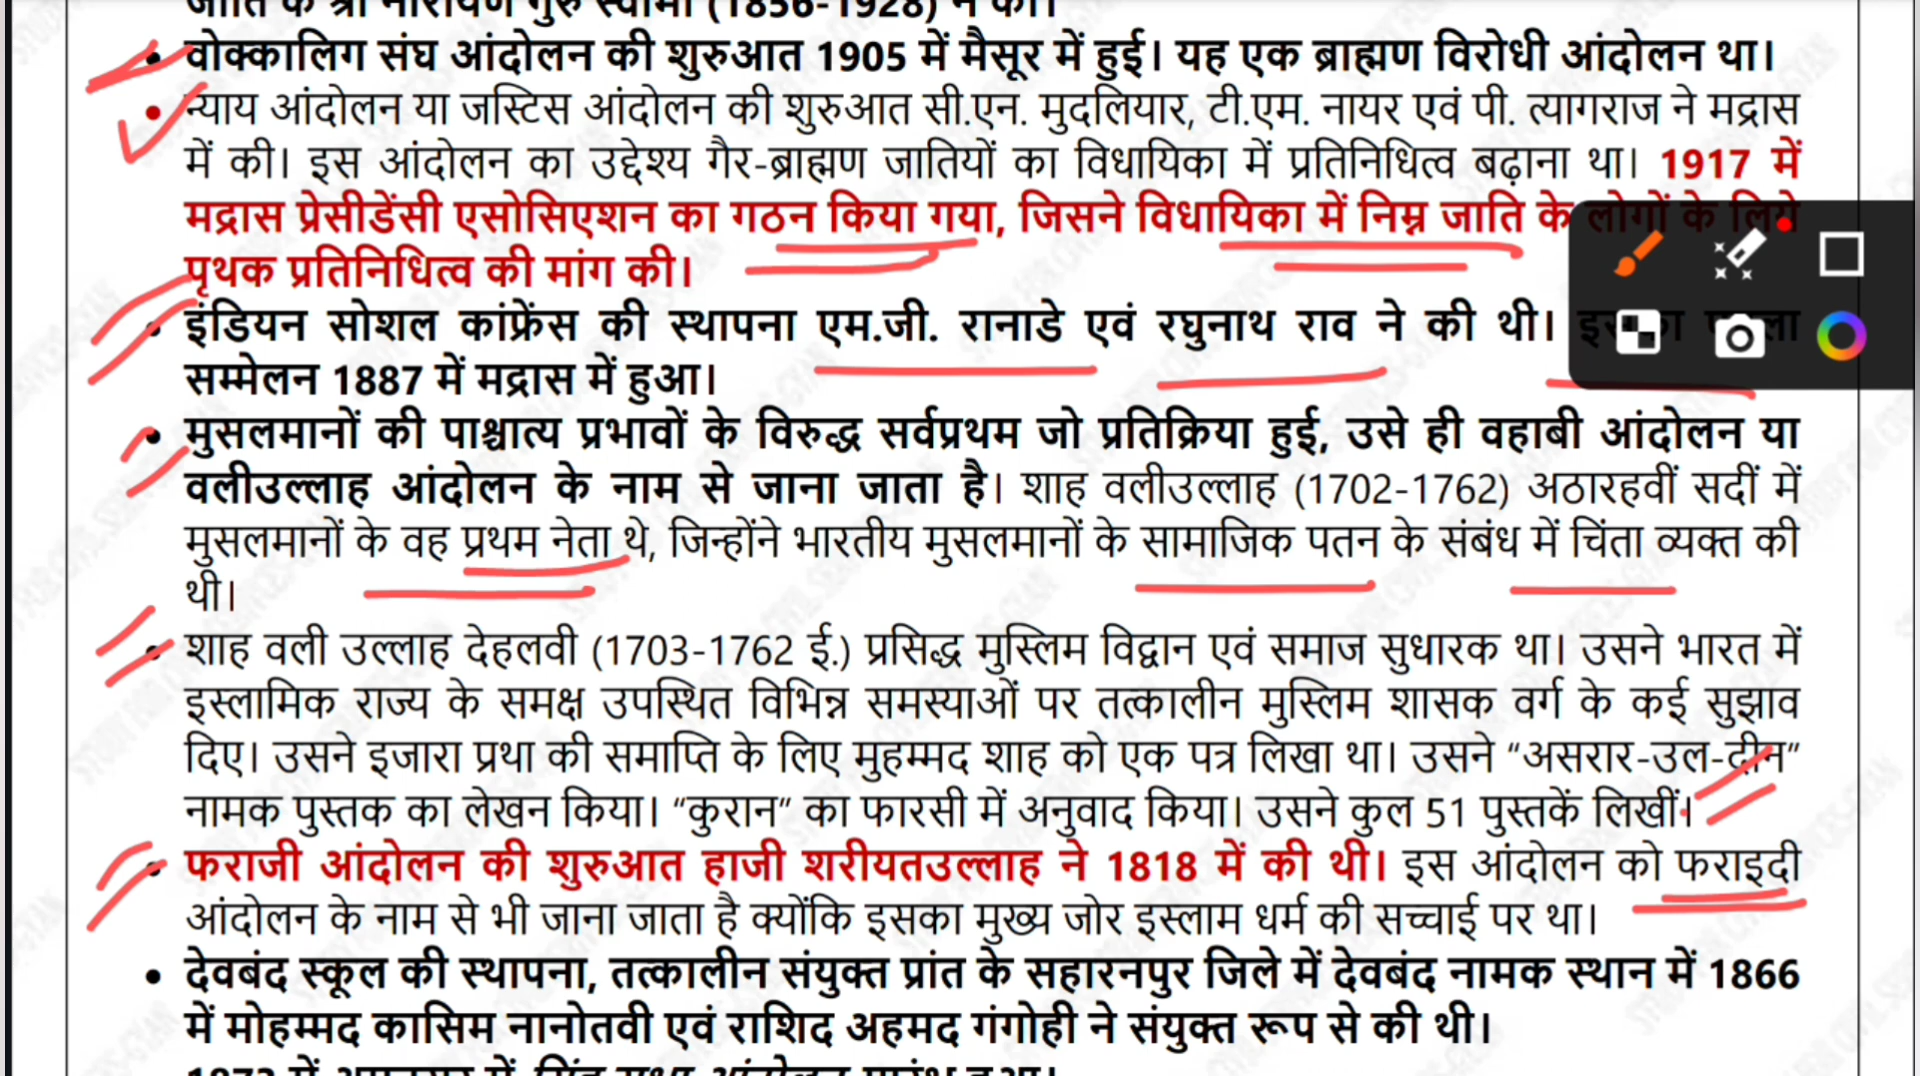 जाति के श्री नारायण गुरु स्वामी (1856-1928) ने की।
• वोक्कालिग संघ आंदोलन की शुरुआत 1905 में मैसूर में हुई। यह एक ब्राह्मण विरोधी आंदोलन था।
• न्याय आंदोलन या जस्टिस आंदोलन की शुरुआत सी.एन. मुदलियार, टी.एम. नायर एवं पी. त्यागराज ने मद्रास
में की। इस आंदोलन का उद्देश्य गैर-ब्राह्मण जातियों का विधायिका में प्रतिनिधित्व बढ़ाना था। 1917 में
मद्रास प्रेसीडेंसी एसोसिएशन का गठन किया गया, जिसने विधायिका में निम्न जाति के लोगों के लिये
पृथक प्रतिनिधित्व की मांग की।
• इंडियन सोशल कांफ्रेंस की स्थापना एम.जी. रानाडे एवं रघुनाथ राव ने की थी।
सम्मेलन 1887 में मद्रास में हुआ।
• मुसलमानों की पाश्चात्य प्रभावों के विरुद्ध सर्वप्रथम जो प्रतिक्रिया हुई, उसे ही वहाबी आंदोलन या
वलीउल्लाह आंदोलन के नाम से जाना जाता है। शाह वलीउल्लाह (1702-1762) अठारहवीं सदीं में
मुसलमानों के वह प्रथम नेता थे, जिन्होंने भारतीय मुसलमानों के सामाजिक पतन के संबंध में चिंता व्यक्त की
थी।
• शाह वली उल्लाह देहलवी (1703-1762 ई.) प्रसिद्ध मुस्लिम विद्वान एवं समाज सुधारक था। उसने भारत में
इस्लामिक राज्य के समक्ष उपस्थित विभिन्न समस्याओं पर तत्कालीन मुस्लिम शासक वर्ग के कई सुझाव
दिए। उसने इजारा प्रथा की समाप्ति के लिए मुहम्मद शाह को एक पत्र लिखा था। उसने “असरार-उल-दीन”
नामक पुस्तक का लेखन किया। “कुरान” का फारसी में अनुवाद किया। उसने कुल 51 पुस्तकें लिखीं।
• फराजी आंदोलन की शुरुआत हाजी शरीयतउल्लाह ने 1818 में की थी। इस आंदोलन को फराइदी
आंदोलन के नाम से भी जाना जाता है क्योंकि इसका मुख्य जोर इस्लाम धर्म की सच्चाई पर था।
• देवबंद स्कूल की स्थापना, तत्कालीन संयुक्त प्रांत के सहारनपुर जिले में देवबंद नामक स्थान में 1866
में मोहम्मद कासिम नानोतवी एवं राशिद अहमद गंगोही ने संयुक्त रूप से की थी।